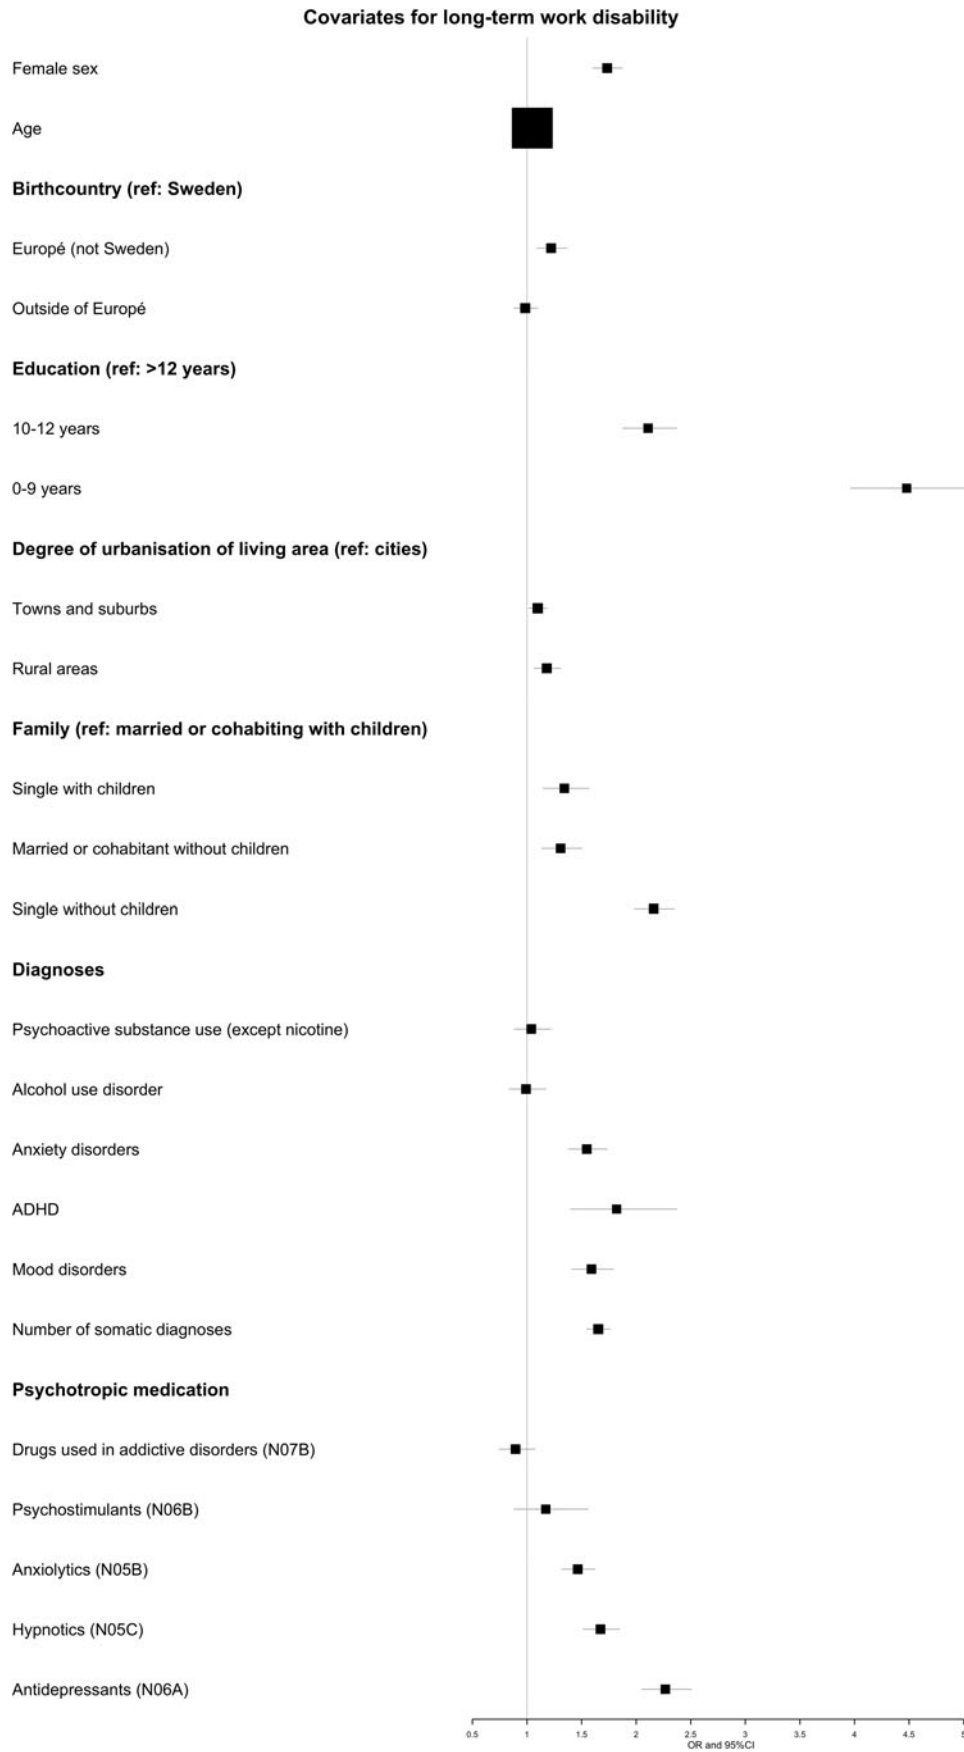 Covariates for long-term work disability
Female sex
Age
Birthcountry (ref: Sweden)
Europé (not Sweden)
Outside of Europé
Education (ref: >12 years)
10-12 years
0-9 years
Degree of urbanisation of living area (ref: cities)
Towns and suburbs
Rural areas
Family (ref: married or cohabiting with children)
Single with children
Married or cohabitant without children
Single without children
Diagnoses
Psychoactive substance use (except nicotine)
Alcohol use disorder
Anxiety disorders
ADHD
Mood disorders
Number of somatic diagnoses
Psychotropic medication
Drugs used in addictive disorders (N07B)
Psychostimulants (N06B)
Anxiolytics (N05B)
Hypnotics (N05C)
Antidepressants (N06A)
0.5 1 1.5 2 2.5 3 3.5 4 4.5 5
OR and 95%CI